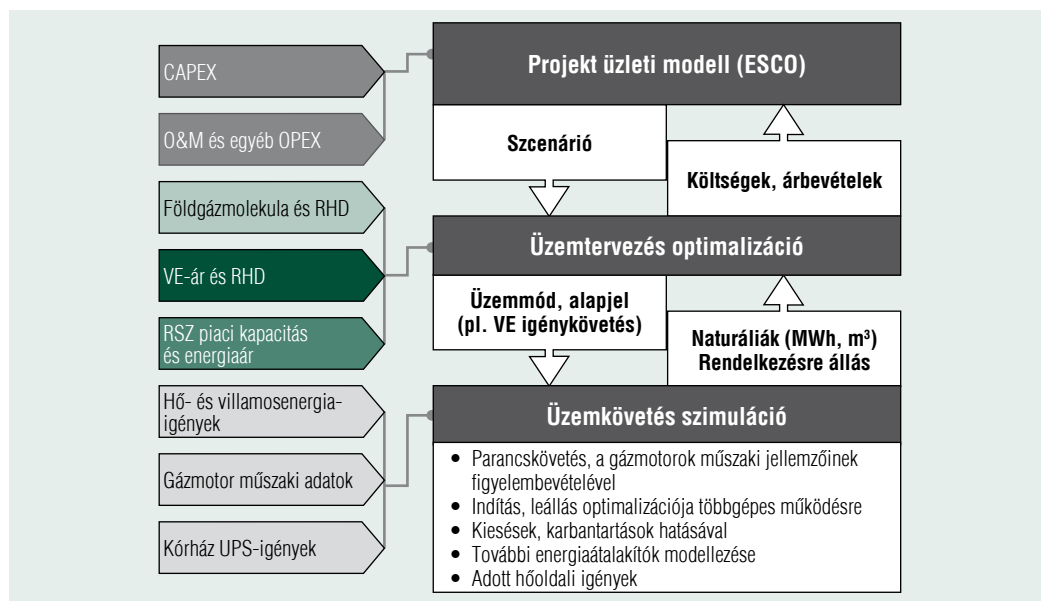 CAPEX
O&M és egyéb OPEX
Földgázmolekula és RHD
VE-ár és RHD
RSZ piaci kapacitás
és energiaár
Hő- és villamosenergia-
igények
Gázmotor műszaki adatok
Kórház UPS-igények
Projekt üzleti modell (ESCO)
Szcenárió
Költségek, árbevételek
Üzemtervezés optimalizáció
Üzemmód, alapjel
(pl. VE igénykövetés)
Naturáliák (MWh, m³)
Rendelkezésre állás
Üzemkövetés szimuláció
• Parancskövetés, a gázmotorok műszaki jellemzőinek
figyelembevételével
• Indítás, leállás optimalizációja többgépes működésre
• Kiesések, karbantartások hatásával
• További energiaátalakítók modellezése
• Adott hőoldali igények